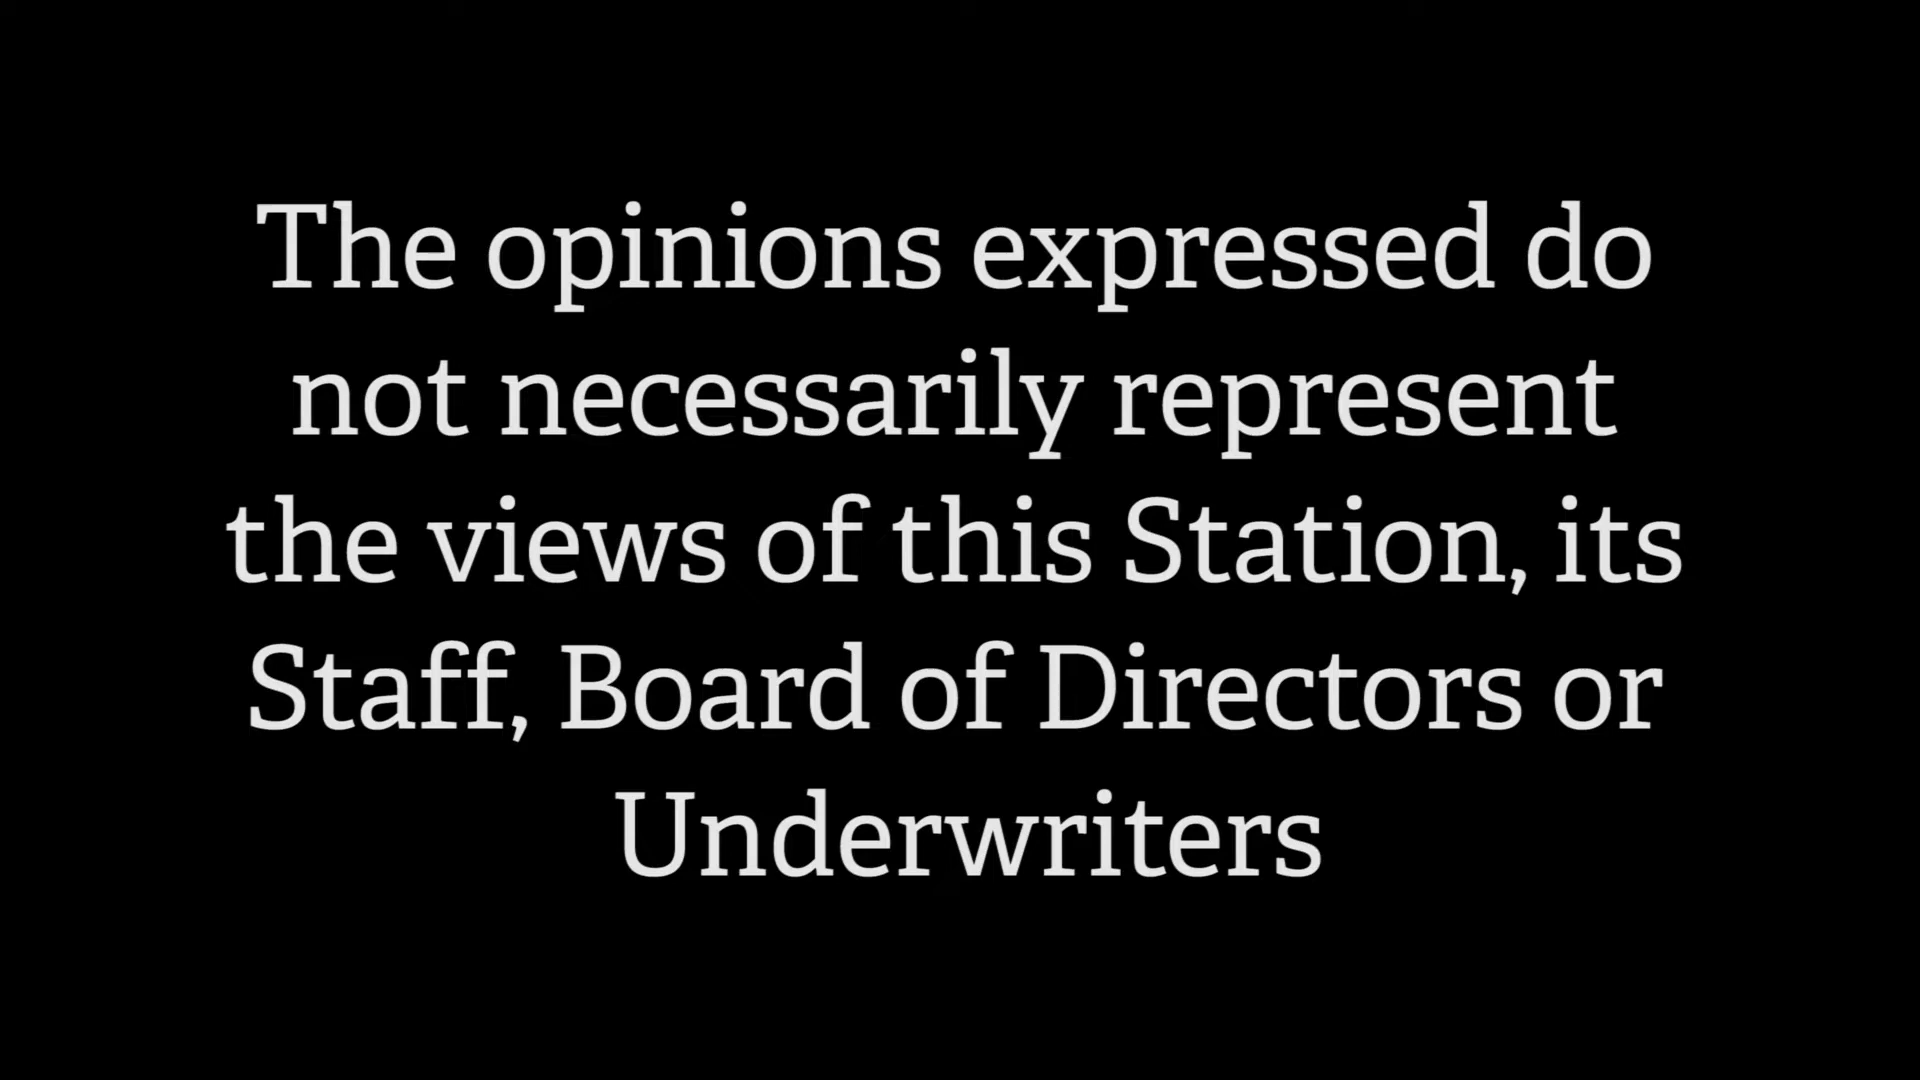 The opinions expressed do
not necessarily represent
the views of this Station, its
Staff, Board of Directors or
Underwriters